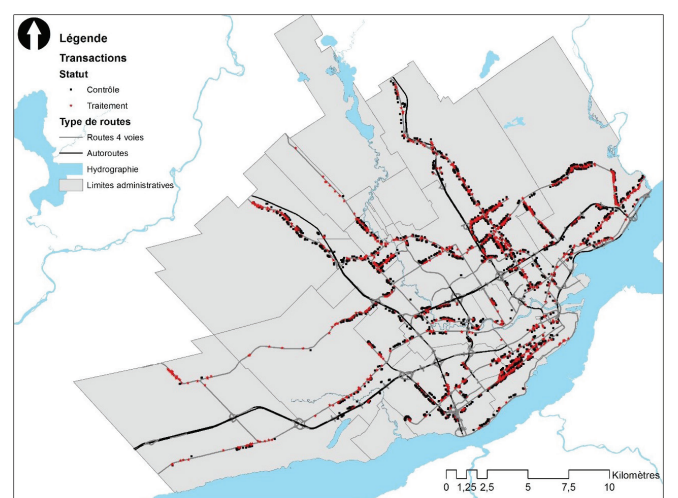 Légende
Transactions
Statut
Contrôle
Traitement
Type de routes
Routes 4 voies
Autoroutes
Hydrographie
Limites administratives
Kilomètres
0 1,25 2,5 5 7,5 10